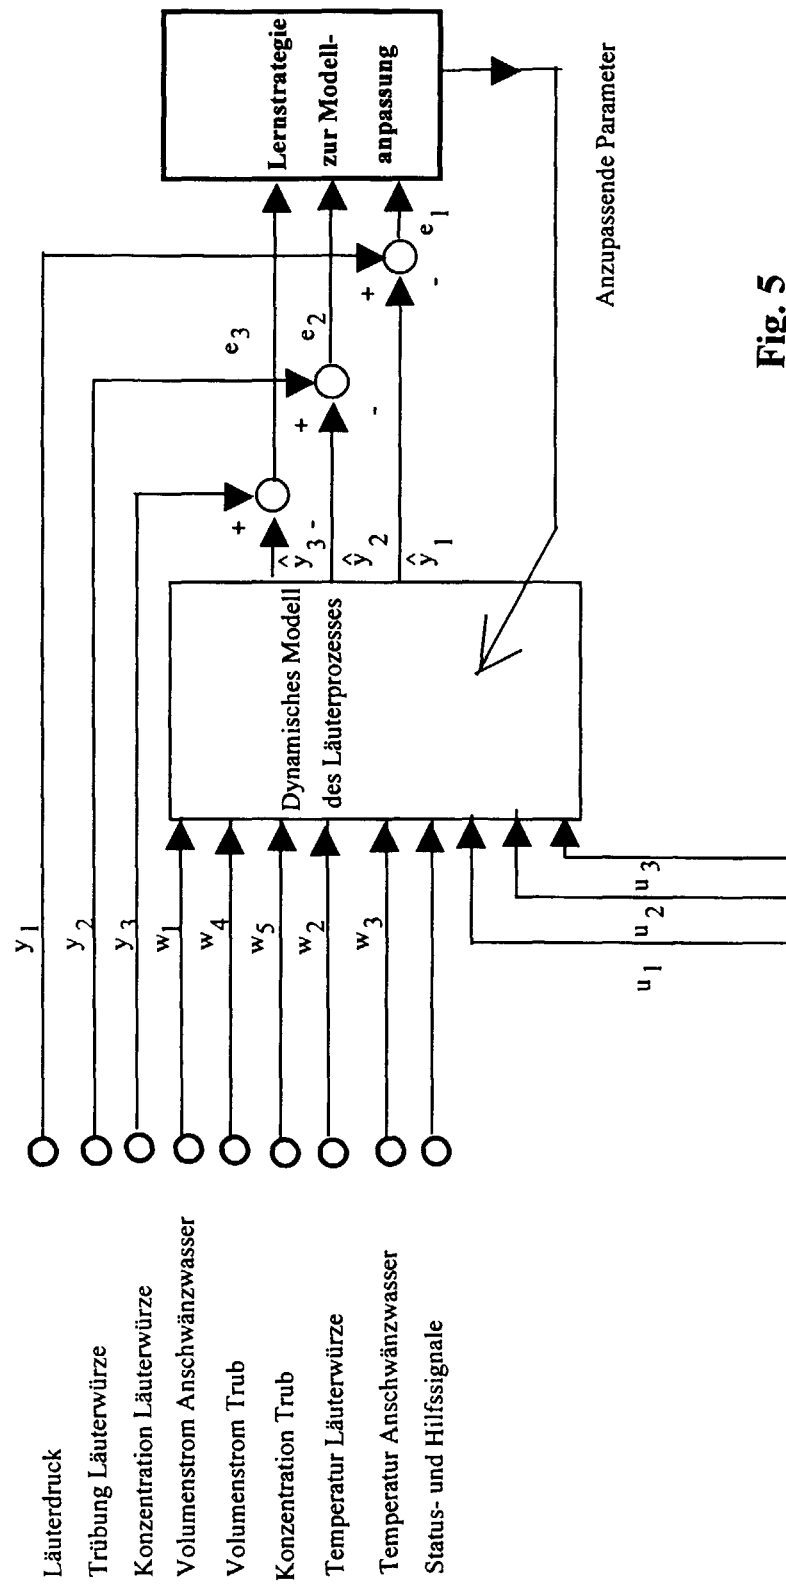 Läuterdruck
Trübung Läuterwürze
Konzentration Läuterwürze
Volumenstrom Anschwänzwasser
Volumenstrom Trub
Konzentration Trub
Temperatur Läuterwürze
Temperatur Anschwänzwasser
Status- und Hilfssignale
y1
y2
y3
w1
w4
w5
w2
w3
u1
u2
u3
Dynamisches Modell
des Läuterprozesses
ŷ3
ŷ2
ŷ1
+
-
+
-
+
-
e3
e2
e1
Lernstrategie
zur Modell-
anpassung
Anzupassende Parameter
Fig. 5